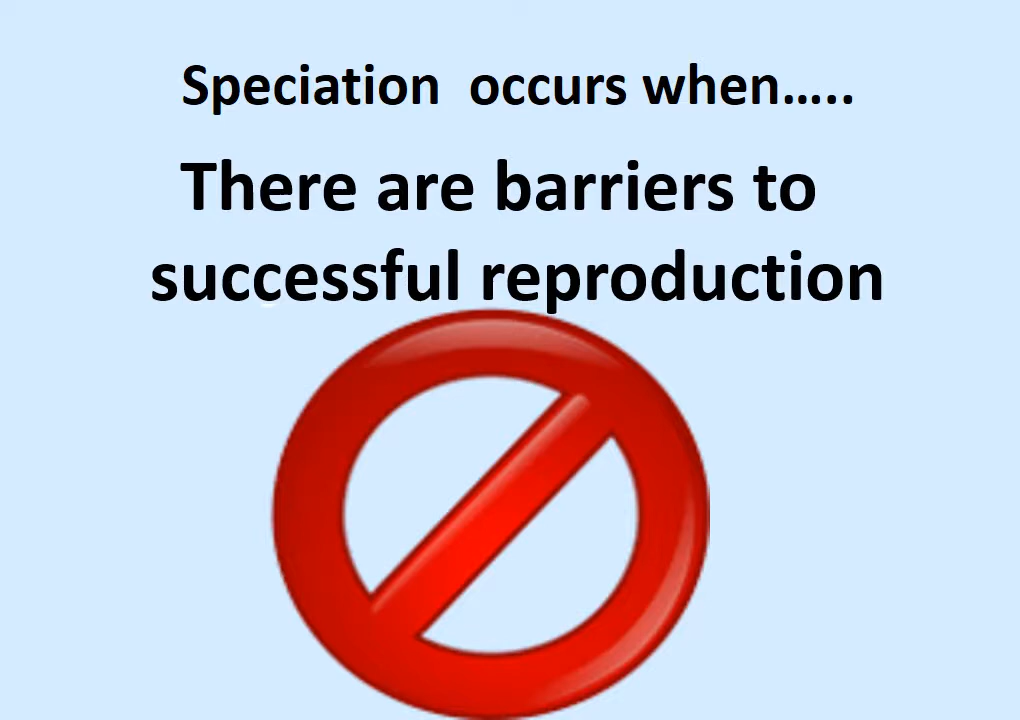 Speciation  occurs when…..
There are barriers to
successful reproduction